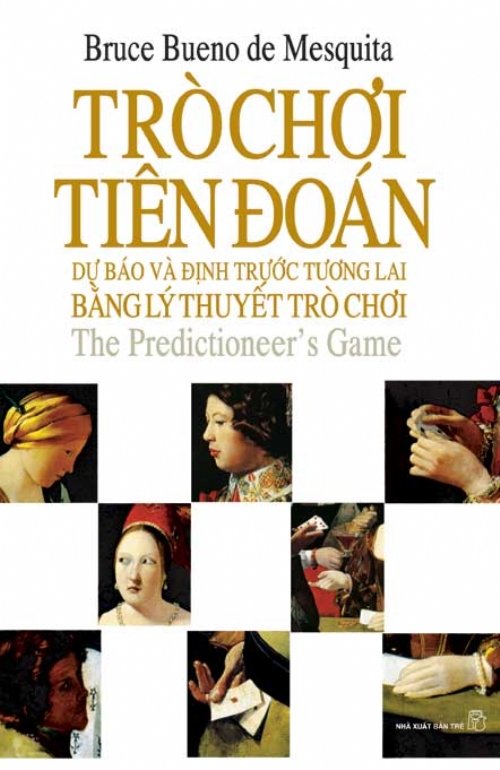 Bruce Bueno de Mesquita
TRÒ CHƠI
TIÊN ĐOÁN
DỰ BÁO VÀ ĐỊNH TRƯỚC TƯƠNG LAI
BẰNG LÝ THUYẾT TRÒ CHƠI
The Predictioneer's Game
NHÀ XUẤT BẢN TRẺ